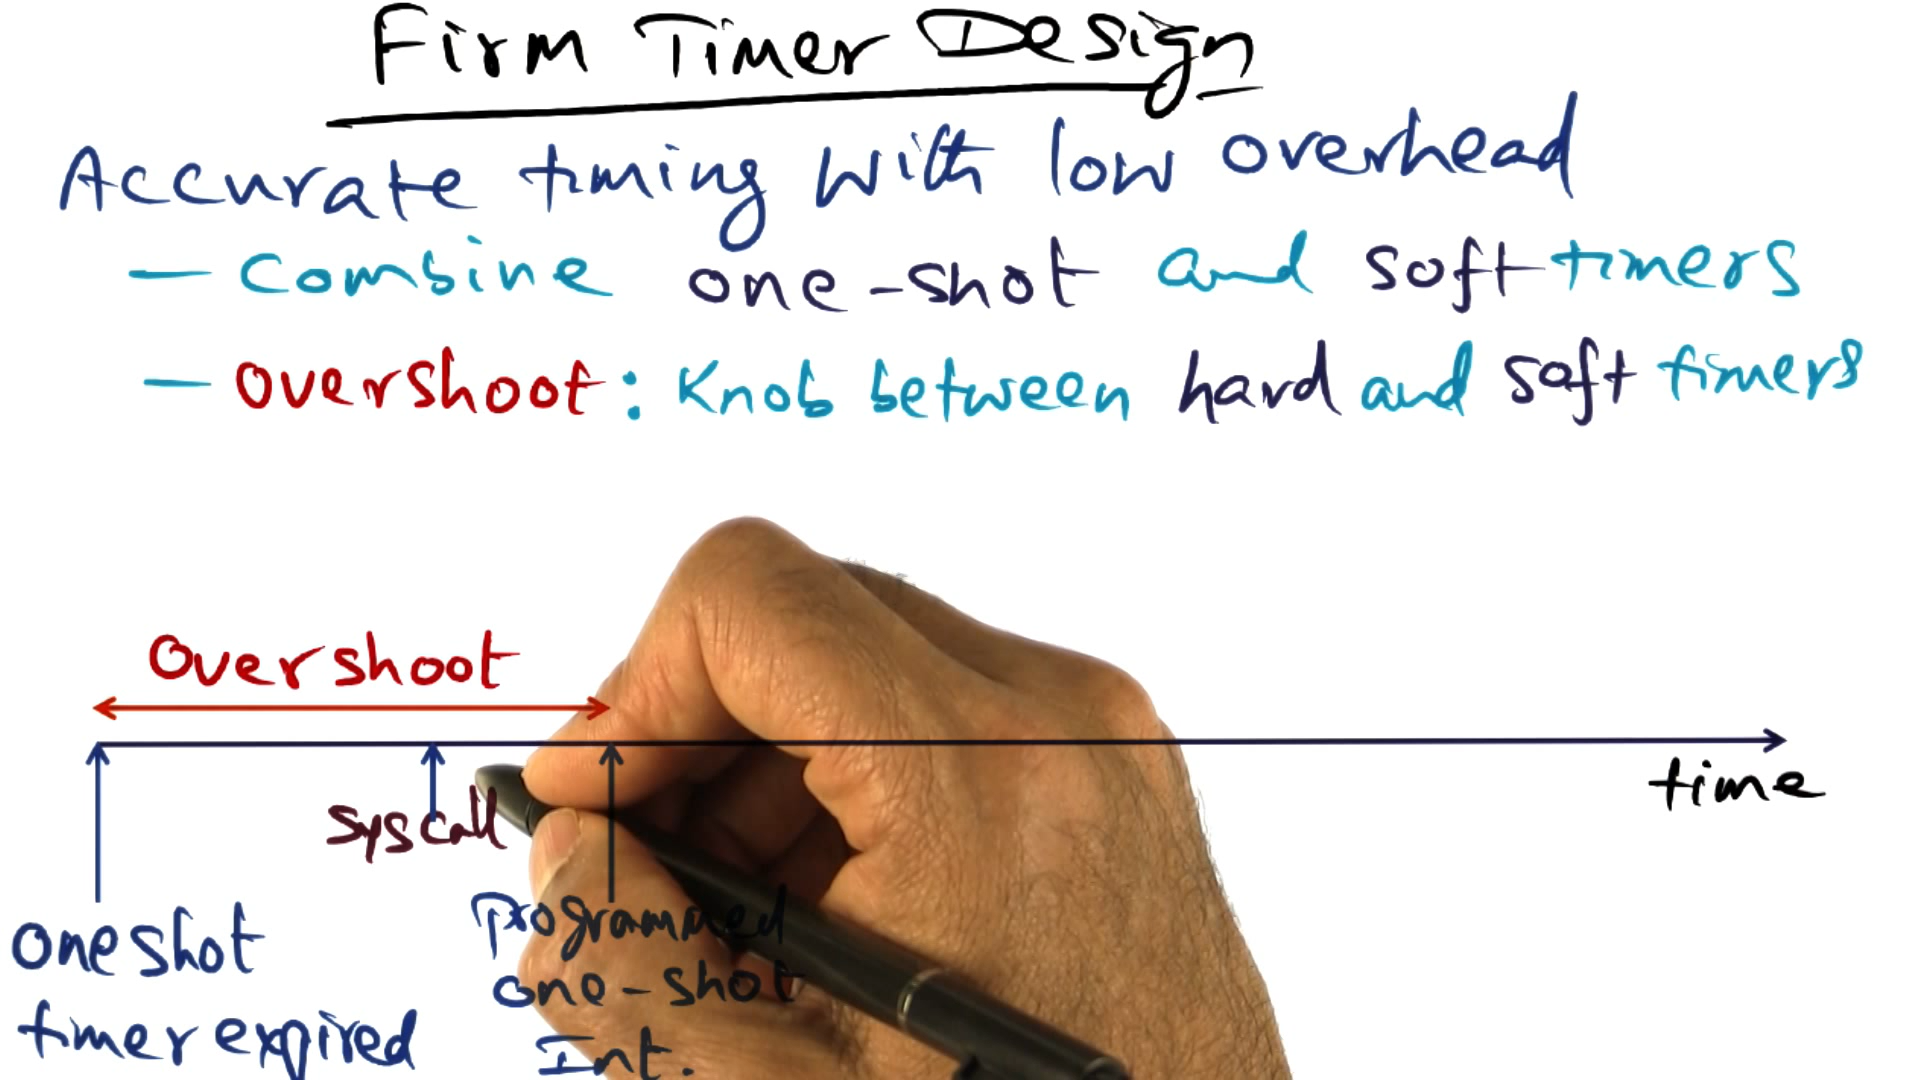 Firm Timer Design
Accurate timing with low overhead
- Combine one-shot and soft timers
- Overshoot: Knob between hard and soft timers
Overshoot
time
Syscall
one shot
timer expired
Programmed
one-shot
Int.